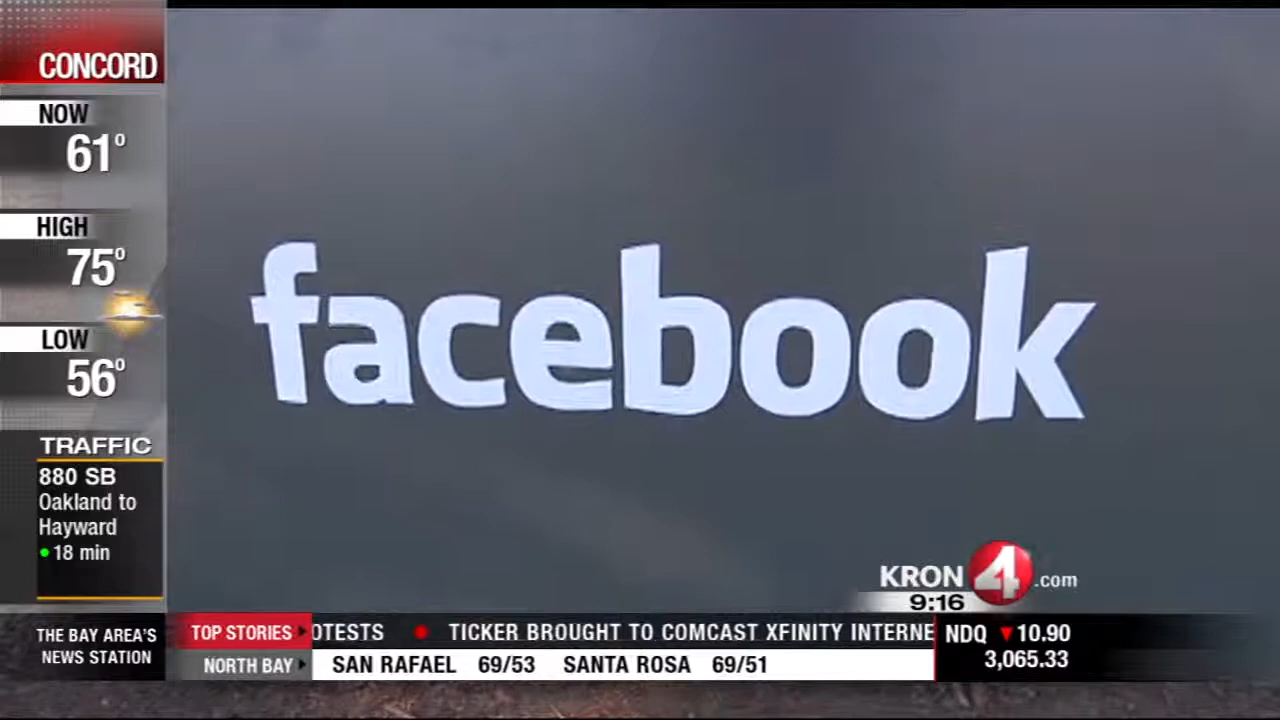 CONCORD
NOW
61°
HIGH
75°
LOW
56°
TRAFFIC
880 SB
Oakland to
Hayward
18 min
facebook
KRON 4 .com
9:16
THE BAY AREA'S
NEWS STATION
TOP STORIES
OTESTS • TICKER BROUGHT TO COMCAST XFINITY INTERNE
NORTH BAY
SAN RAFAEL 69/53 SANTA ROSA 69/51
NDQ ▼10.90
3,065.33